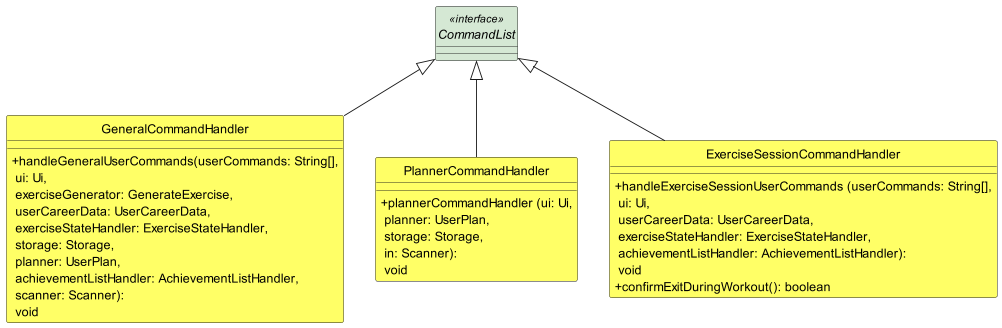 «interface»
CommandList
GeneralCommandHandler
+handleGeneralUserCommands(userCommands: String[],
ui: Ui,
exerciseGenerator: GenerateExercise,
userCareerData: UserCareerData,
exerciseStateHandler: ExerciseStateHandler,
storage: Storage,
planner: UserPlan,
achievementListHandler: AchievementListHandler,
scanner: Scanner):
void
PlannerCommandHandler
+plannerCommandHandler (ui: Ui,
planner: UserPlan,
storage: Storage,
in: Scanner):
void
ExerciseSessionCommandHandler
+handleExerciseSessionUserCommands (userCommands: String[],
ui: Ui,
userCareerData: UserCareerData,
exerciseStateHandler: ExerciseStateHandler,
achievementListHandler: AchievementListHandler):
void
+confirmExitDuringWorkout(): boolean